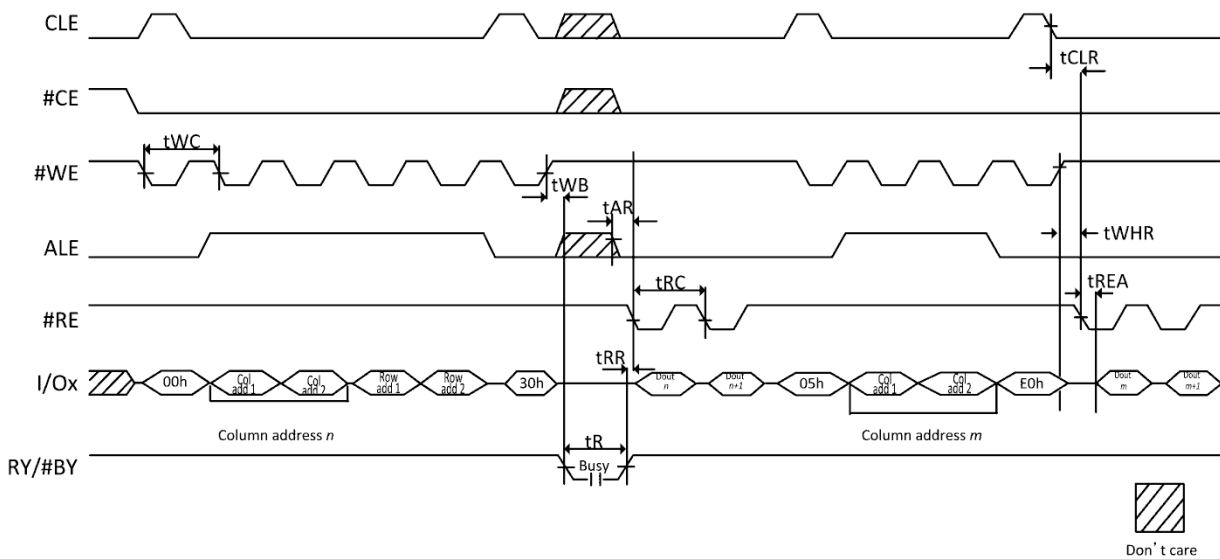 CLE
tCLR
#CE
tWC
#WE
tWB
tAR
tWHR
ALE
tRC
tREA
#RE
tRR
I/Ox
00h
Col
add 1
Col
add 2
Row
add 1
Row
add 2
30h
Dout
n
Dout
n+1
05h
Col
add 1
Col
add 2
E0h
Dout
m
Dout
m+1
Column address n
Column address m
tR
RY/#BY
Busy
Don't care